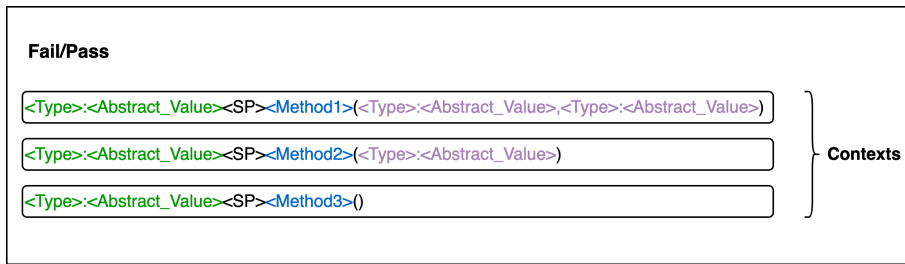 Fail/Pass
<Type>:<Abstract_Value><SP><Method1>(<Type>:<Abstract_Value>,<Type>:<Abstract_Value>)
<Type>:<Abstract_Value><SP><Method2>(<Type>:<Abstract_Value>)
Contexts
<Type>:<Abstract_Value><SP><Method3>()